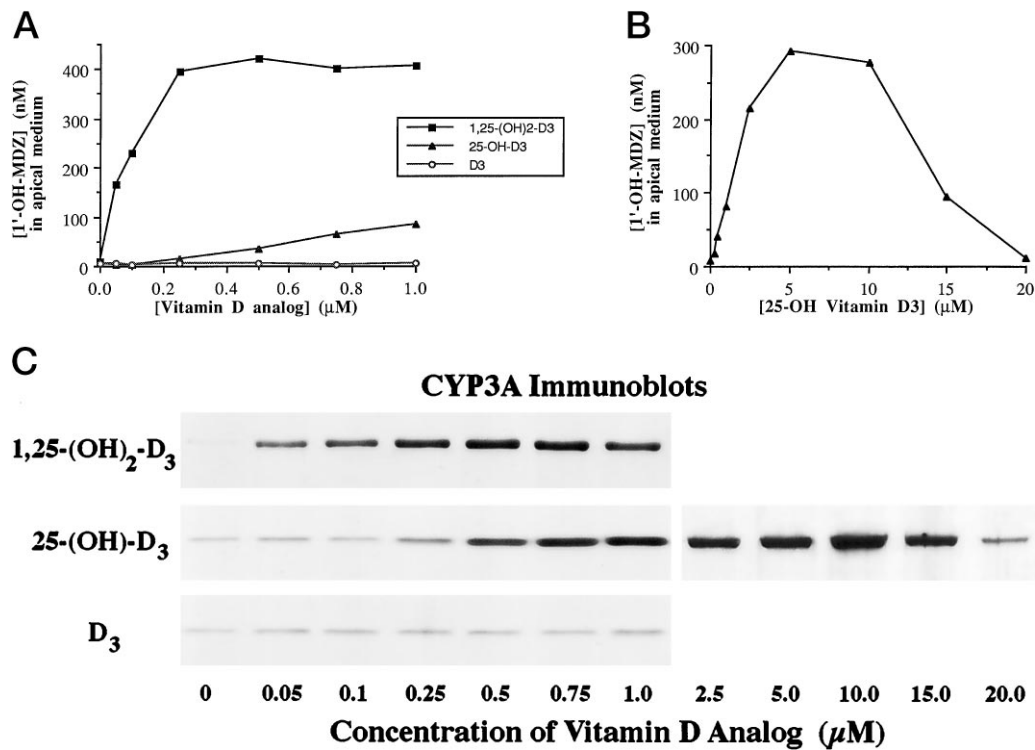 A
[1'-OH-MDZ] (nM)
in apical medium
400
300
200
100
0
0.0 0.2 0.4 0.6 0.8 1.0
[Vitamin D analog] (μM)
1,25-(OH)2-D3
25-OH-D3
D3
B
[1'-OH-MDZ] (nM)
in apical medium
300
200
100
0
0 5 10 15 20
[25-OH Vitamin D3] (μM)
C
CYP3A Immunoblots
1,25-(OH)2-D3
25-(OH)-D3
D3
0 0.05 0.1 0.25 0.5 0.75 1.0 2.5 5.0 10.0 15.0 20.0
Concentration of Vitamin D Analog (μM)